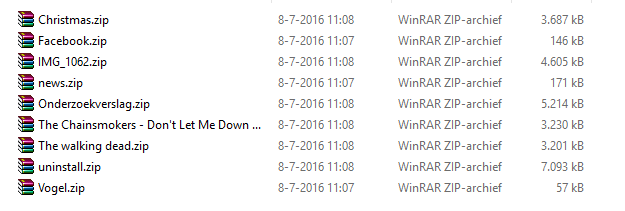 Christmas.zip 8-7-2016 11:08 WinRAR ZIP-archief 3.687 kB
Facebook.zip 8-7-2016 11:07 WinRAR ZIP-archief 146 kB
IMG_1062.zip 8-7-2016 11:08 WinRAR ZIP-archief 4.605 kB
news.zip 8-7-2016 11:07 WinRAR ZIP-archief 171 kB
Onderzoekverslag.zip 8-7-2016 11:08 WinRAR ZIP-archief 5.214 kB
The Chainsmokers - Don't Let Me Down ... 8-7-2016 11:08 WinRAR ZIP-archief 3.230 kB
The walking dead.zip 8-7-2016 11:08 WinRAR ZIP-archief 3.201 kB
uninstall.zip 8-7-2016 11:08 WinRAR ZIP-archief 7.093 kB
Vogel.zip 8-7-2016 11:07 WinRAR ZIP-archief 57 kB